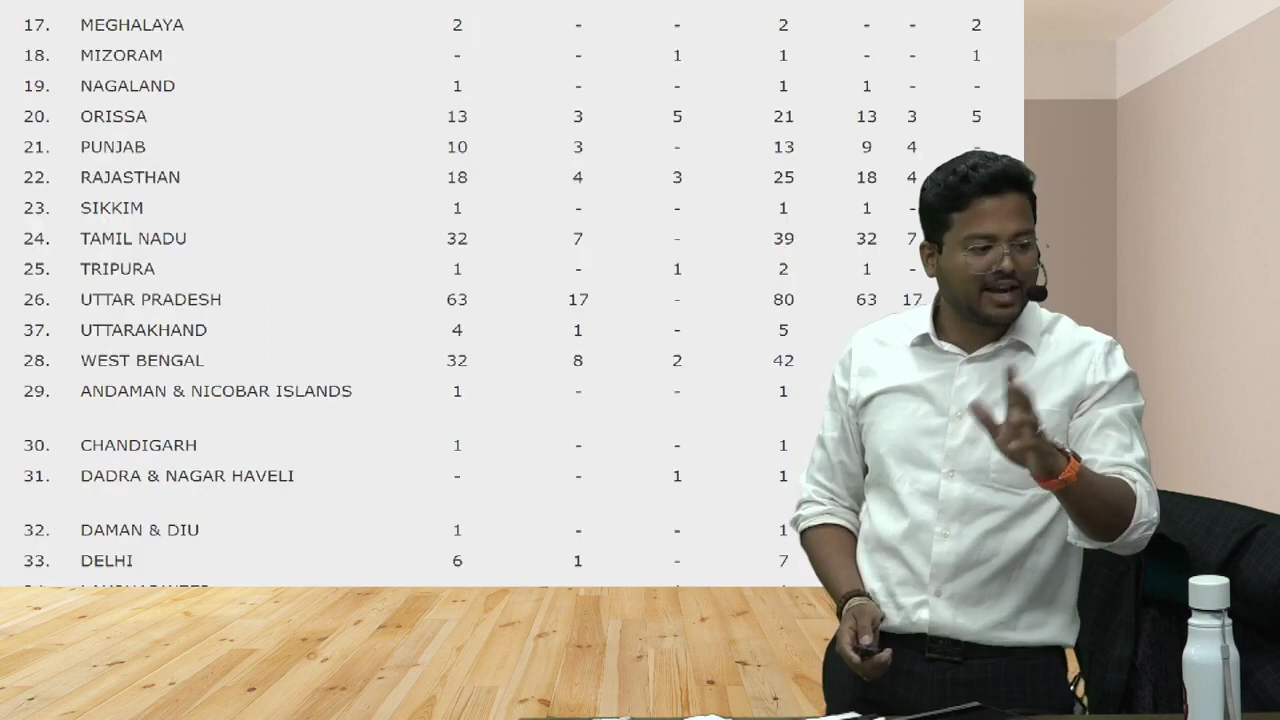 17. MEGHALAYA 2 - - 2 - - 2
18. MIZORAM - - 1 1 - - 1
19. NAGALAND 1 - - 1 1 - -
20. ORISSA 13 3 5 21 13 3 5
21. PUNJAB 10 3 - 13 9 4 -
22. RAJASTHAN 18 4 3 25 18 4
23. SIKKIM 1 - - 1 1 -
24. TAMIL NADU 32 7 - 39 32 7
25. TRIPURA 1 - 1 2 1 -
26. UTTAR PRADESH 63 17 - 80 63 17
37. UTTARAKHAND 4 1 - 5
28. WEST BENGAL 32 8 2 42
29. ANDAMAN & NICOBAR ISLANDS 1 - - 1
30. CHANDIGARH 1 - - 1
31. DADRA & NAGAR HAVELI - - 1 1
32. DAMAN & DIU 1 - - 1
33. DELHI 6 1 - 7